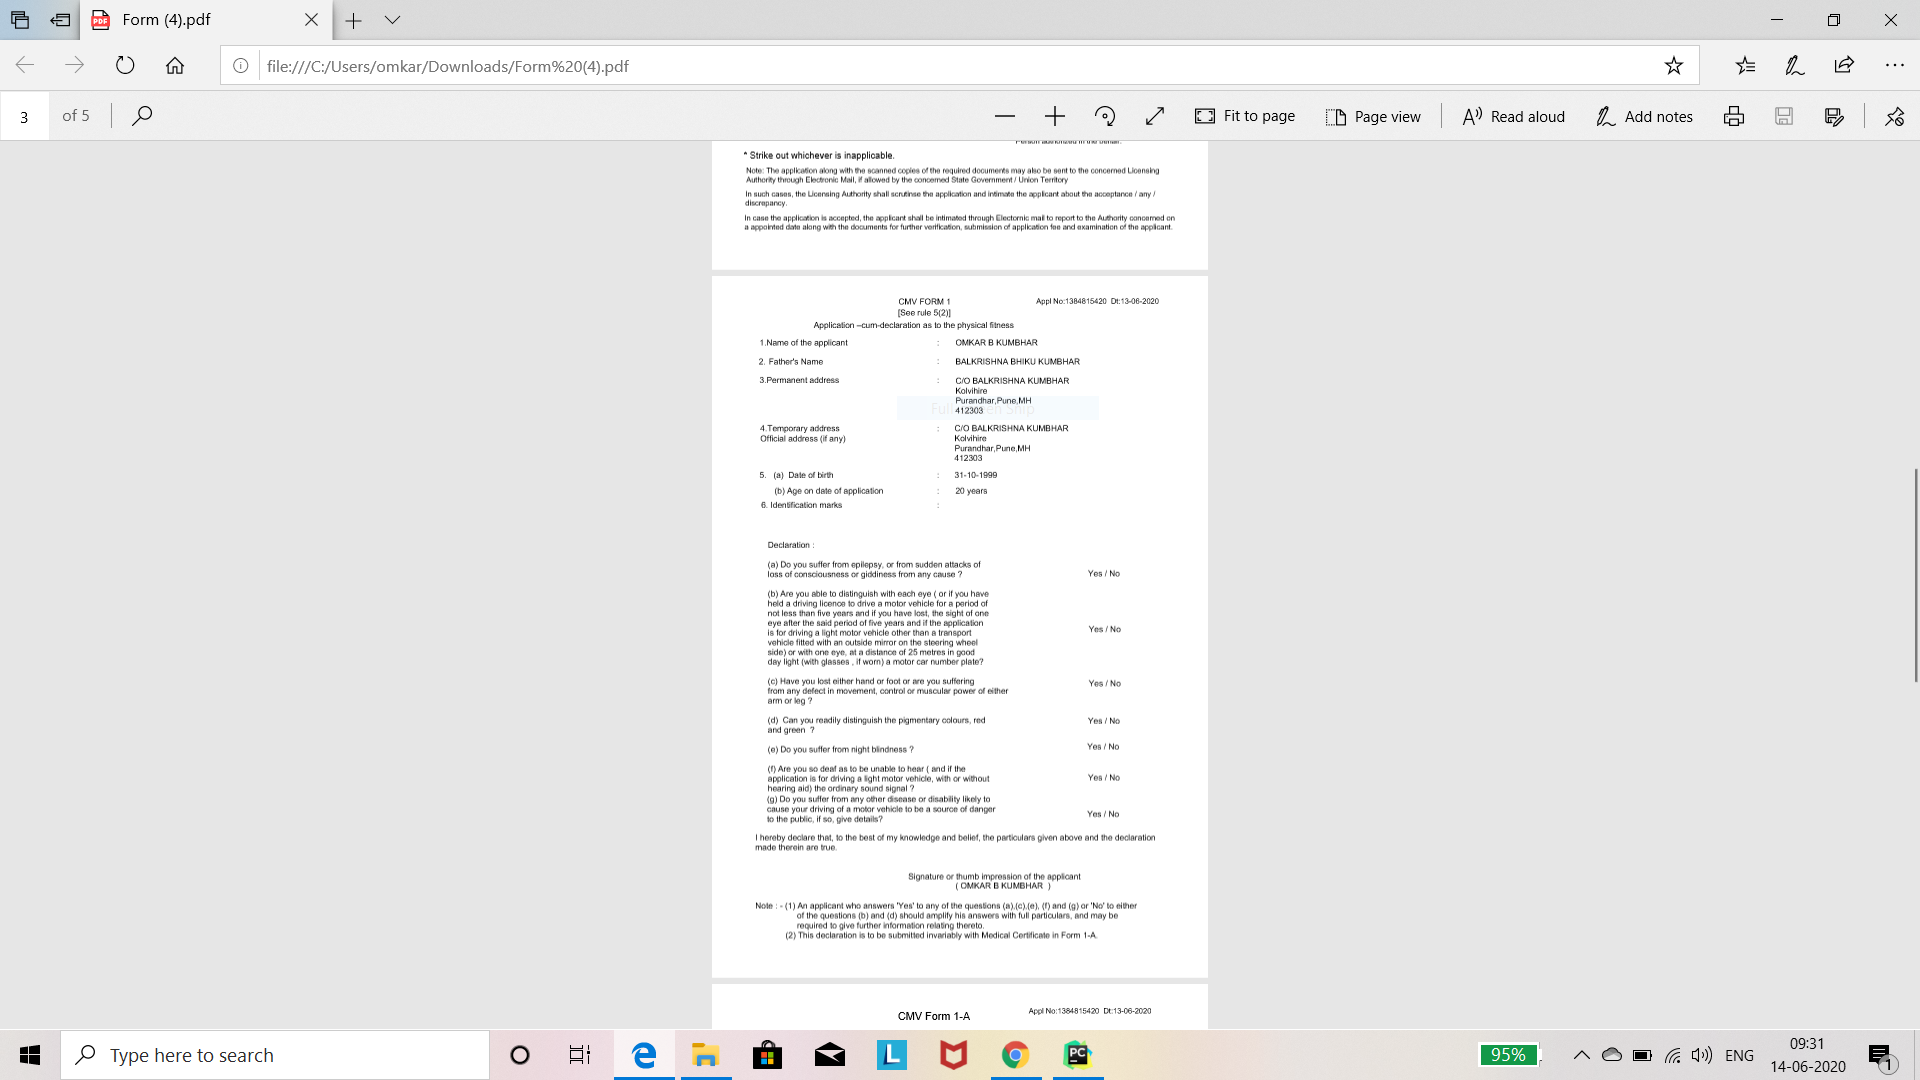 Form (4).pdf
file:///C:/Users/omkar/Downloads/Form%20(4).pdf
3 of 5
Fit to page
Page view
Read aloud
Add notes
Person authorized in the behalf.
* Strike out whichever is inapplicable.
Note: The application along with the scanned copies of the required documents may also be sent to the concerned Licensing
Authority through Electronic Mail, if allowed by the concerned State Government / Union Territory
In such cases, the Licensing Authority shall scrutinse the application and intimate the applicant about the acceptance / any /
discrepancy.
In case the application is accepted, the applicant shall be intimated through Electornic mail to report to the Authority concerned on
a appointed date along with the documents for further verification, submission of application fee and examination of the applicant.
CMV FORM 1 Appl No:1384815420 Dt:13-06-2020
[See rule 5(2)]
Application –cum-declaration as to the physical fitness
1.Name of the applicant : OMKAR B KUMBHAR
2. Father's Name : BALKRISHNA BHIKU KUMBHAR
3.Permanent address : C/O BALKRISHNA KUMBHAR
Kolvihire
Purandhar,Pune,MH
412303
4.Temporary address : C/O BALKRISHNA KUMBHAR
Official address (if any) Kolvihire
Purandhar,Pune,MH
412303
5. (a) Date of birth : 31-10-1999
(b) Age on date of application : 20 years
6. Identification marks :
Declaration :
(a) Do you suffer from epilepsy, or from sudden attacks of
loss of consciousness or giddiness from any cause ? Yes / No
(b) Are you able to distinguish with each eye ( or if you have
held a driving licence to drive a motor vehicle for a period of
not less than five years and if you have lost, the sight of one
eye after the said period of five years and if the application
is for driving a light motor vehicle other than a transport Yes / No
vehicle fitted with an outside mirror on the steering wheel
side) or with one eye, at a distance of 25 metres in good
day light (with glasses , if worn) a motor car number plate?
(c) Have you lost either hand or foot or are you suffering Yes / No
from any defect in movement, control or muscular power of either
arm or leg ?
(d) Can you readily distinguish the pigmentary colours, red Yes / No
and green ?
(e) Do you suffer from night blindness ? Yes / No
(f) Are you so deaf as to be unable to hear ( and if the
application is for driving a light motor vehicle, with or without Yes / No
hearing aid) the ordinary sound signal ?
(g) Do you suffer from any other disease or disability likely to
cause your driving of a motor vehicle to be a source of danger Yes / No
to the public, if so, give details?
I hereby declare that, to the best of my knowledge and belief, the particulars given above and the declaration
made therein are true.
Signature or thumb impression of the applicant
( OMKAR B KUMBHAR )
Note : - (1) An applicant who answers 'Yes' to any of the questions (a),(c),(e), (f) and (g) or 'No' to either
of the questions (b) and (d) should amplify his answers with full particulars, and may be
required to give further information relating thereto.
(2) This declaration is to be submitted invariably with Medical Certificate in Form 1-A.
CMV Form 1-A Appl No:1384815420 Dt:13-06-2020
Type here to search
95%
ENG
09:31
14-06-2020
1